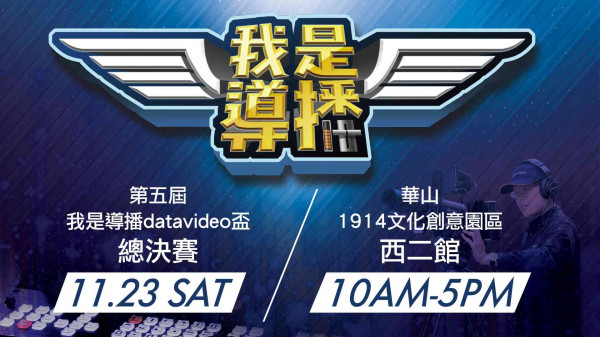 我是
導播
第五屆
我是導播datavideo盃
總決賽
11.23 SAT
華山
1914文化創意園區
西二館
10AM-5PM